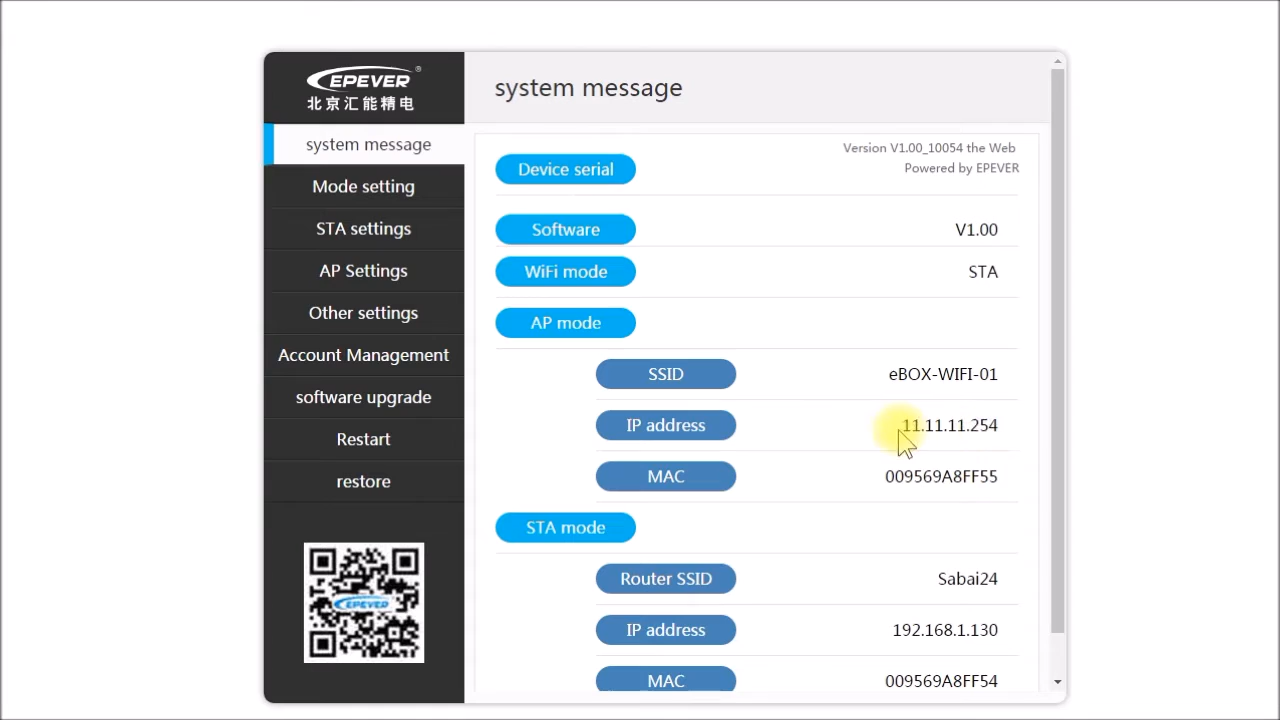 EPEVER®
北京汇能精电
system message
Mode setting
STA settings
AP Settings
Other settings
Account Management
software upgrade
Restart
restore
EPEVER
system message
Version V1.00_10054 the Web
Powered by EPEVER
Device serial
Software V1.00
WiFi mode STA
AP mode
SSID eBOX-WIFI-01
IP address 11.11.11.254
MAC 009569A8FF55
STA mode
Router SSID Sabai24
IP address 192.168.1.130
MAC 009569A8FF54